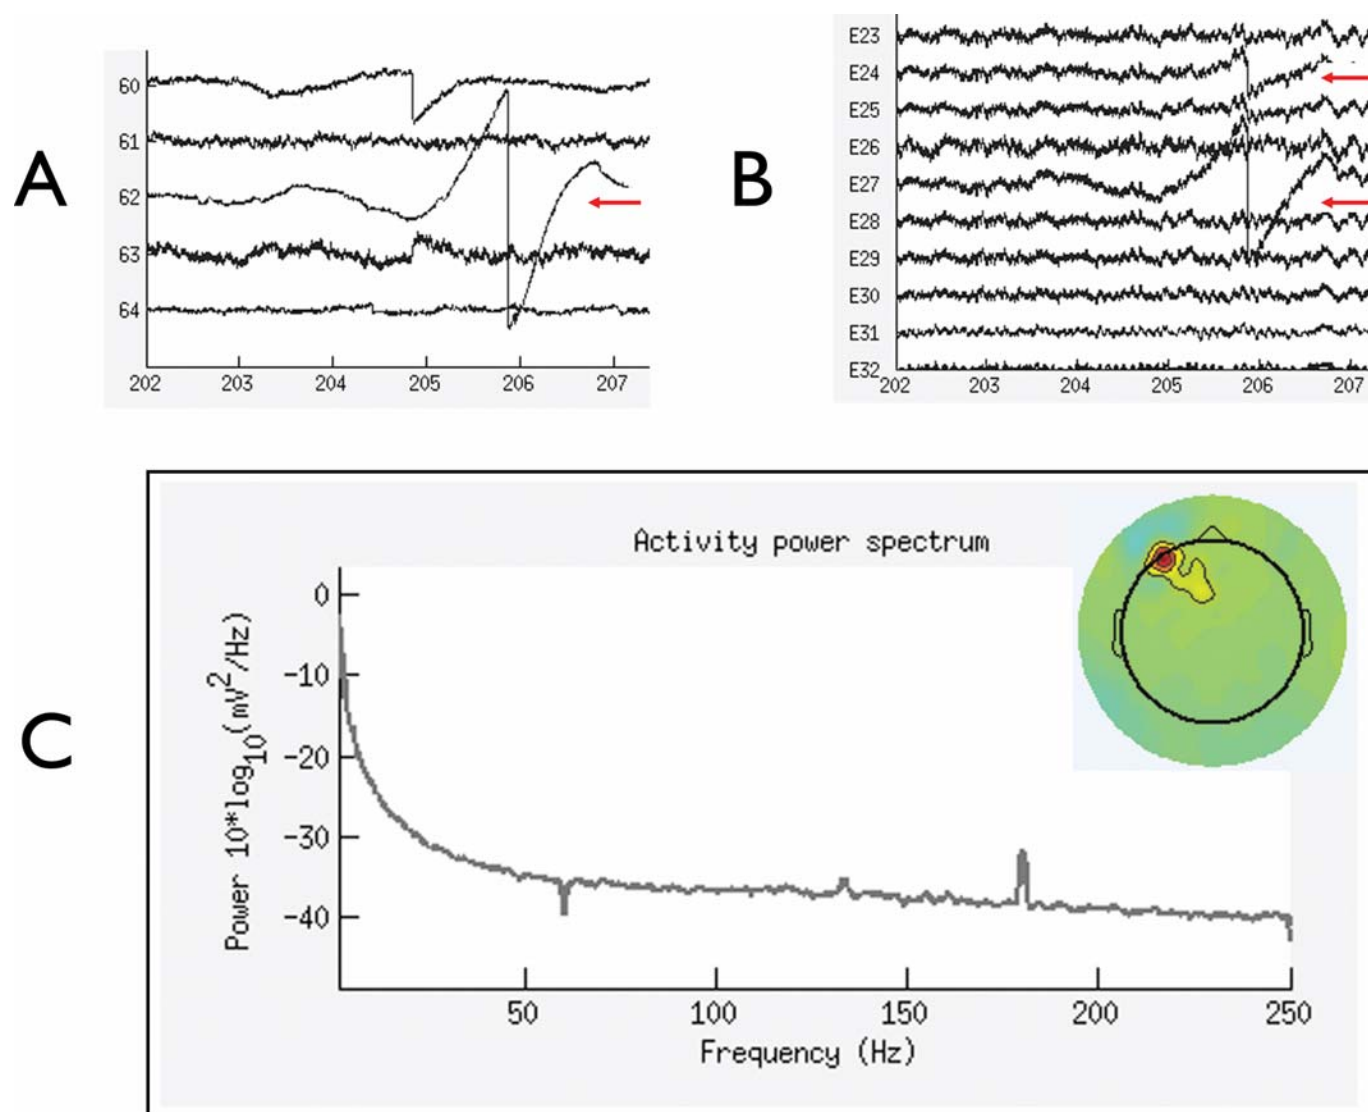 A
60
61
62
63
64
202 203 204 205 206 207
B
E23
E24
E25
E26
E27
E28
E29
E30
E31
E32
202 203 204 205 206 207
C
Activity power spectrum
Power 10*log10(mV2/Hz)
0
-10
-20
-30
-40
50 100 150 200 250
Frequency (Hz)